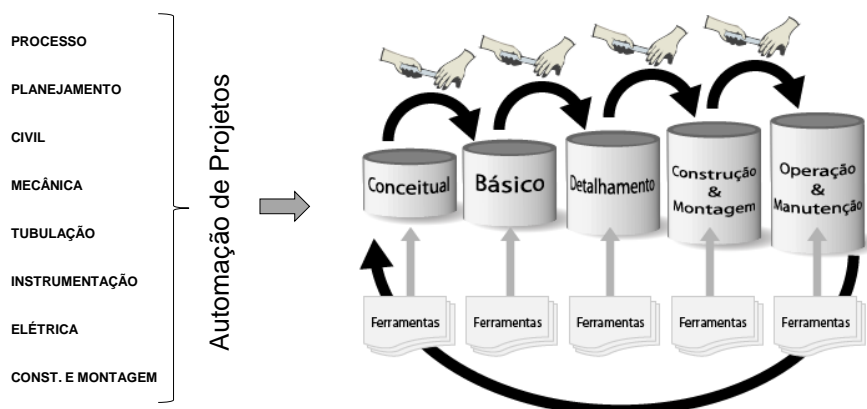 PROCESSO
PLANEJAMENTO
CIVIL
MECÂNICA
TUBULAÇÃO
INSTRUMENTAÇÃO
ELÉTRICA
CONST. E MONTAGEM
Automação de Projetos
Conceitual
Básico
Detalhamento
Construção
&
Montagem
Operação
&
Manutenção
Ferramentas
Ferramentas
Ferramentas
Ferramentas
Ferramentas